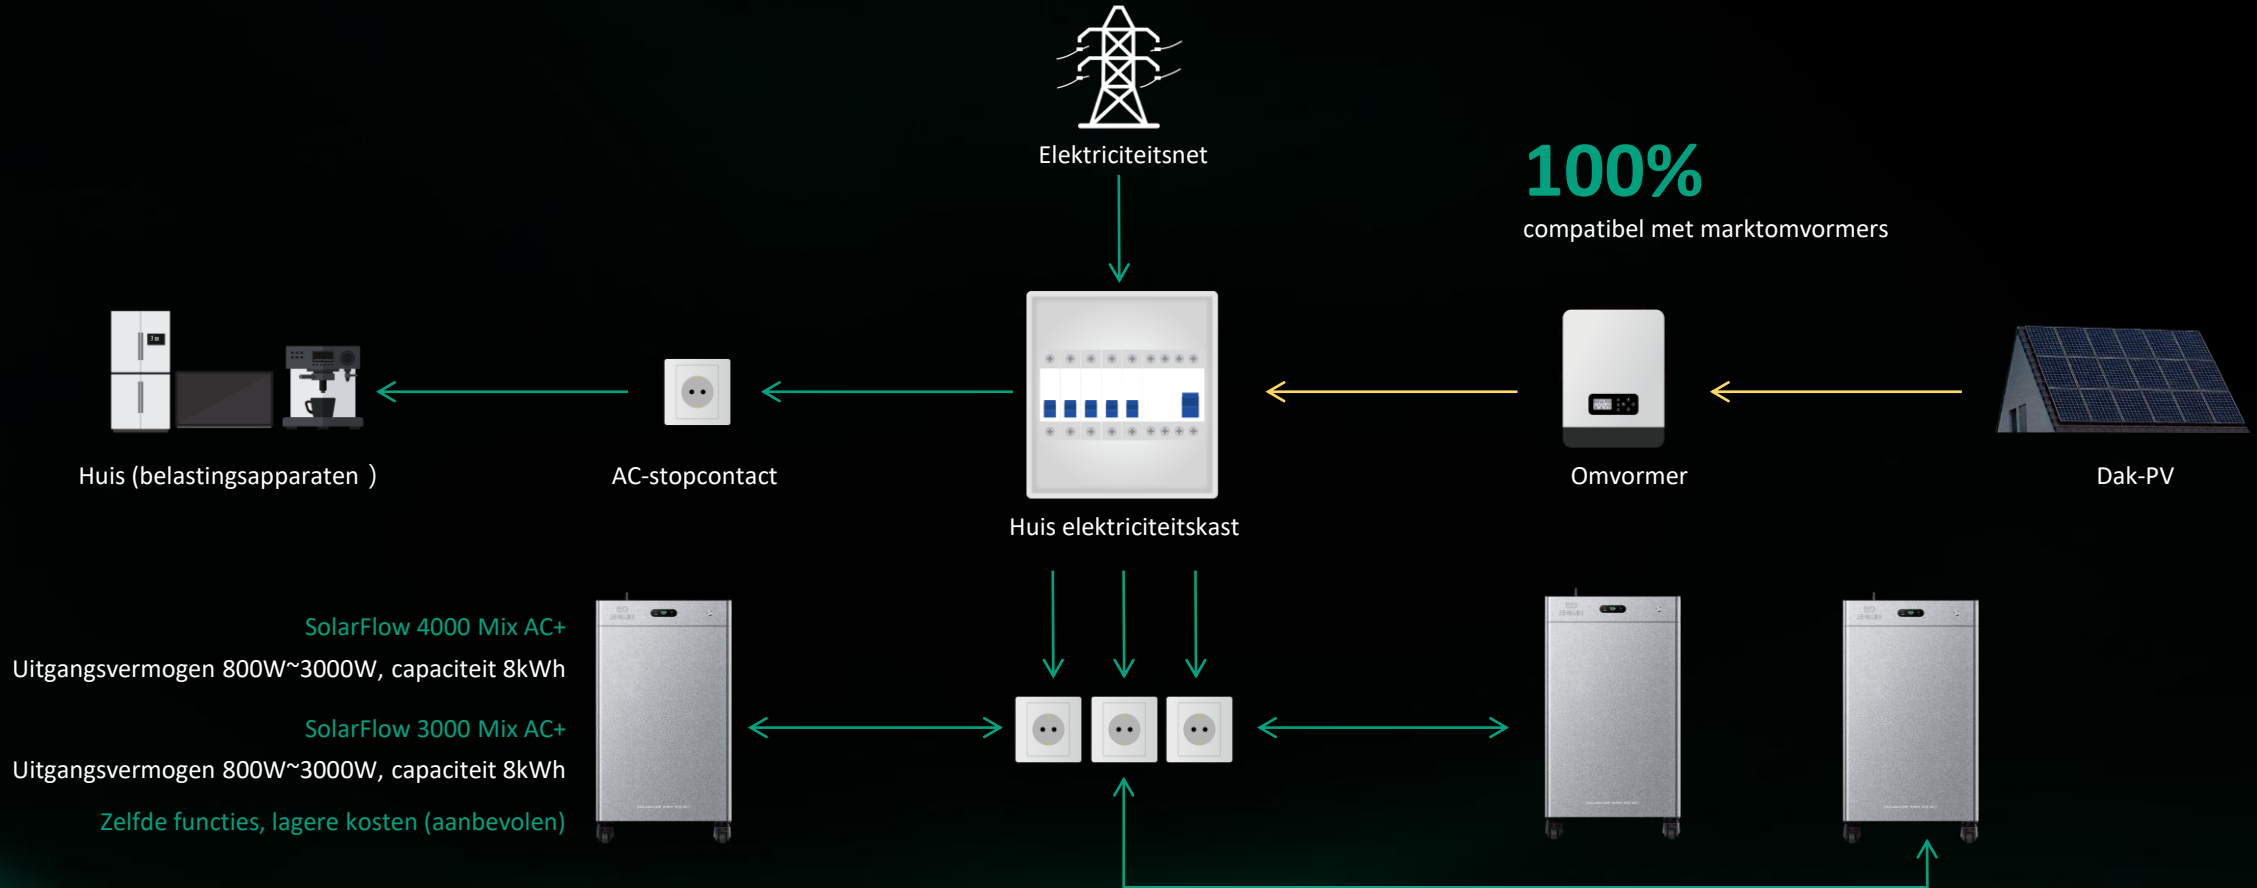 Elektriciteitsnet
100%
compatibel met marktomvormers
Huis (belastingsapparaten )
AC-stopcontact
Huis elektriciteitskast
Omvormer
Dak-PV
SolarFlow 4000 Mix AC+
Uitgangsvermogen 800W~3000W, capaciteit 8kWh
SolarFlow 3000 Mix AC+
Uitgangsvermogen 800W~3000W, capaciteit 8kWh
Zelfde functies, lagere kosten (aanbevolen)